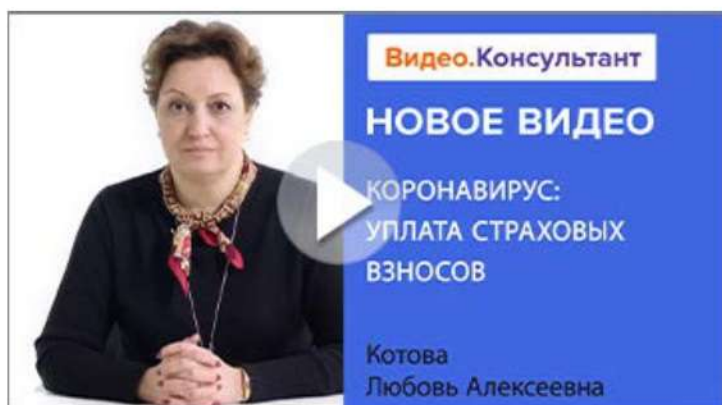 Видео.Консультант
НОВОЕ ВИДЕО
КОРОНАВИРУС:
УПЛАТА СТРАХОВЫХ
ВЗНОСОВ
Котова
Любовь Алексеевна